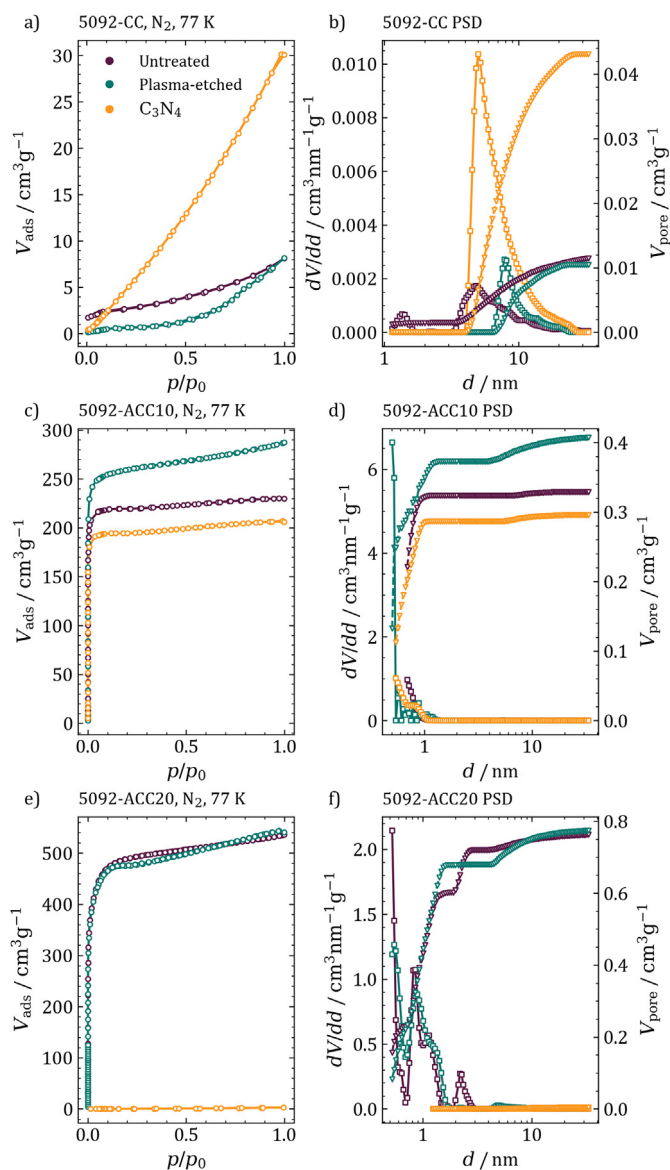 a) 5092-CC, N₂, 77 K
30
25
20
15
10
5
0
V_ads / cm³g⁻¹
Untreated
Plasma-etched
C₃N₄
0.0 0.5 1.0
p/p₀
b) 5092-CC PSD
0.010
0.008
0.006
0.004
0.002
0.000
dV/dd / cm³nm⁻¹g⁻¹
0.04
0.03
0.02
0.01
0.00
V_pore / cm³g⁻¹
1 10
d / nm
c) 5092-ACC10, N₂, 77 K
300
250
200
150
100
50
0
V_ads / cm³g⁻¹
0.0 0.5 1.0
p/p₀
d) 5092-ACC10 PSD
6
4
2
0
dV/dd / cm³nm⁻¹g⁻¹
0.4
0.3
0.2
0.1
0.0
V_pore / cm³g⁻¹
1 10
d / nm
e) 5092-ACC20, N₂, 77 K
500
400
300
200
100
0
V_ads / cm³g⁻¹
0.0 0.5 1.0
p/p₀
f) 5092-ACC20 PSD
2.0
1.5
1.0
0.5
0.0
dV/dd / cm³nm⁻¹g⁻¹
0.8
0.6
0.4
0.2
0.0
V_pore / cm³g⁻¹
1 10
d / nm